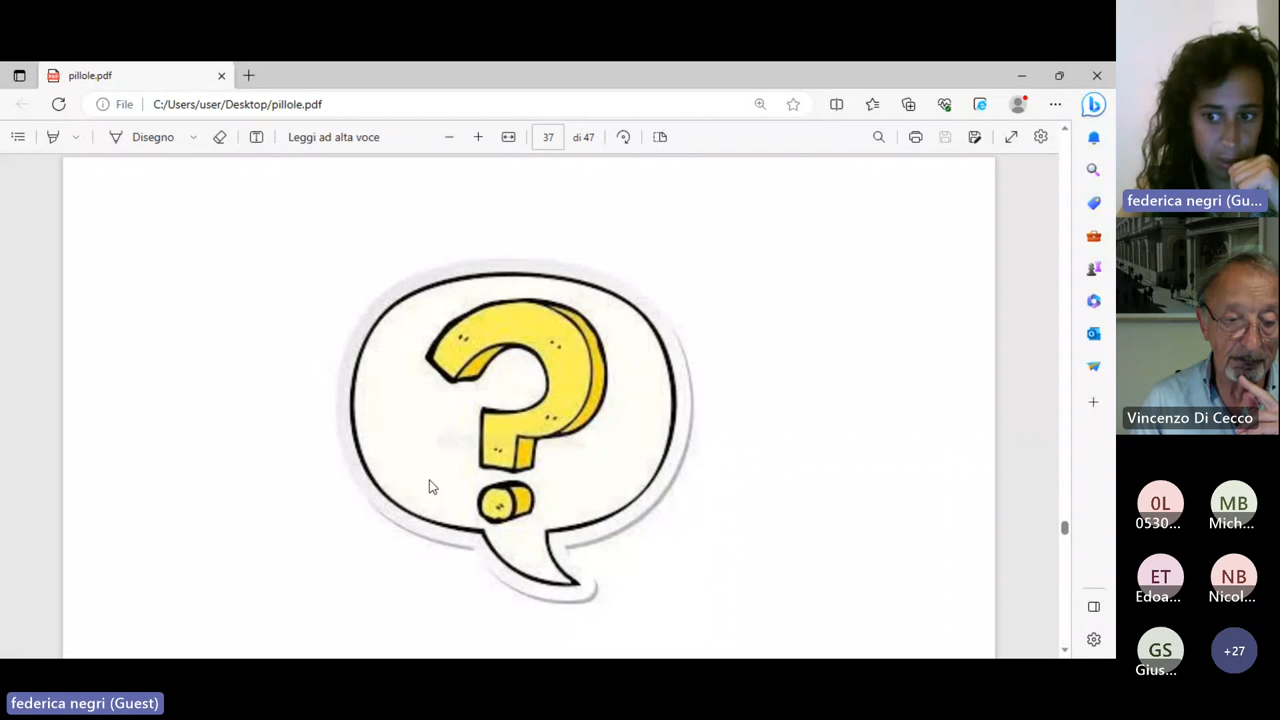 pillole.pdf
File
C:/Users/user/Desktop/pillole.pdf
Disegno
Leggi ad alta voce
37
di 47
?
federica negri (Gu...
Vincenzo Di Cecco
0L
MB
0530...
Mich...
ET
NB
Edoa...
Nicol...
GS
+27
Gius...
federica negri (Guest)